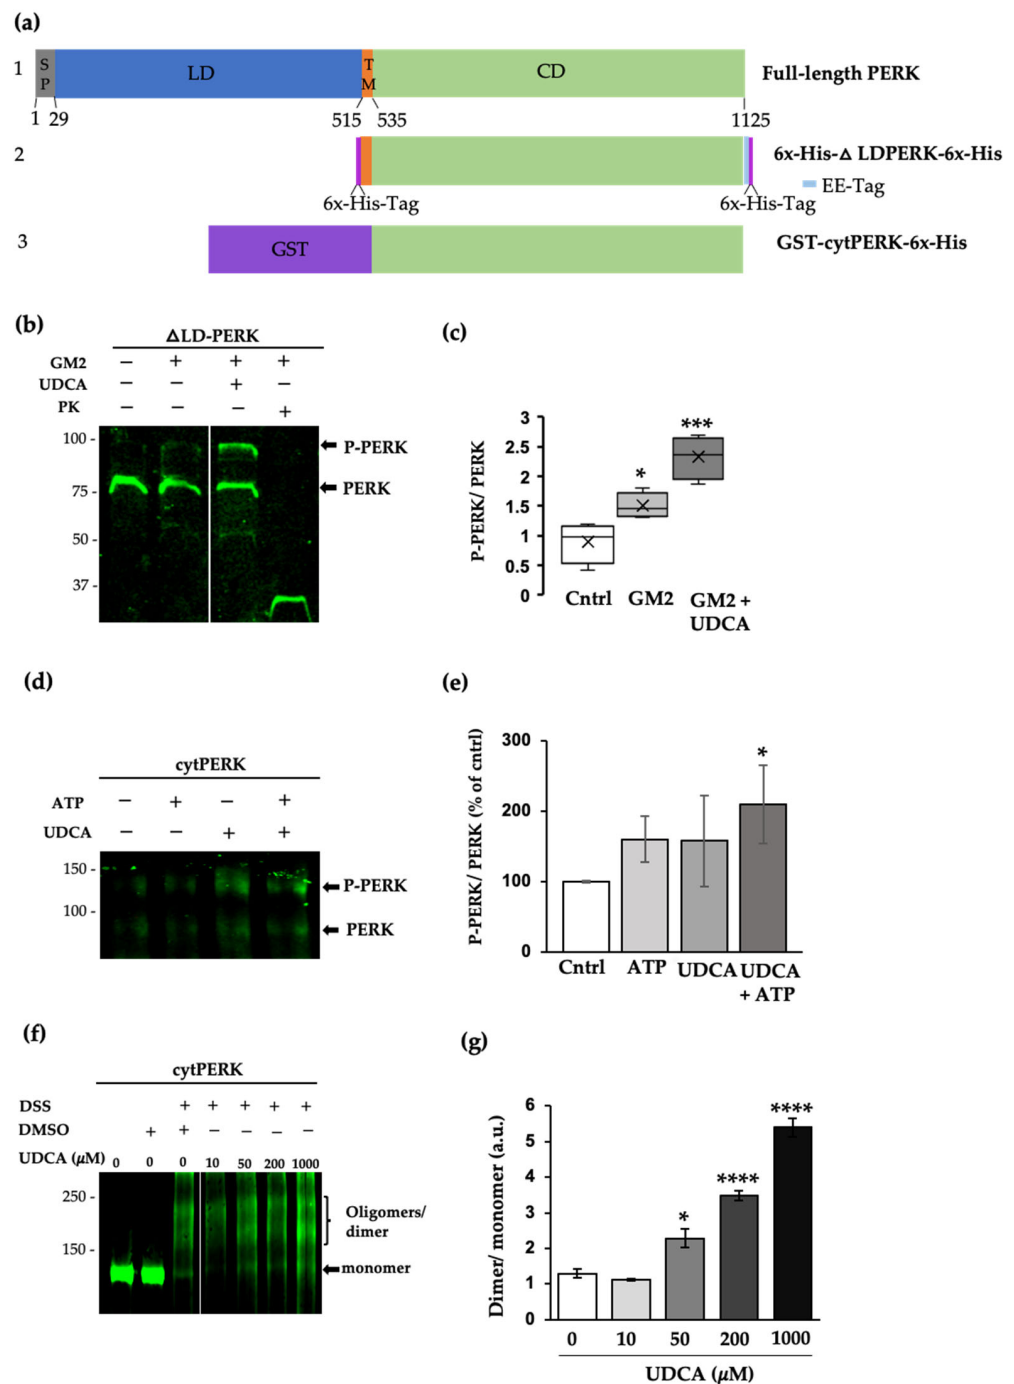 (a)
1
S
P
LD
T
M
CD
Full-length PERK
1 29 515 535 1125
2
6x-His-Δ LDPERK-6x-His
EE-Tag
6x-His-Tag 6x-His-Tag
3
GST
GST-cytPERK-6x-His
(b)
ΔLD-PERK
GM2 − + + +
UDCA − − + −
PK − − − +
100 -
75 -
50 -
37 -
P-PERK
PERK
(c)
P-PERK/ PERK
3
2.5
2
1.5
1
0.5
0
*
***
Cntrl GM2 GM2 +
UDCA
(d)
cytPERK
ATP − + − +
UDCA − − + +
150 -
100 -
P-PERK
PERK
(e)
P-PERK/ PERK (% of cntrl)
300
200
100
0
*
Cntrl ATP UDCA UDCA
+ ATP
(f)
cytPERK
DSS + + + + +
DMSO + + − − − −
UDCA (μM) 0 0 0 10 50 200 1000
250 -
150 -
Oligomers/
dimer
monomer
(g)
Dimer/ monomer (a.u.)
6
5
4
3
2
1
0
*
****
****
0 10 50 200 1000
UDCA (μM)